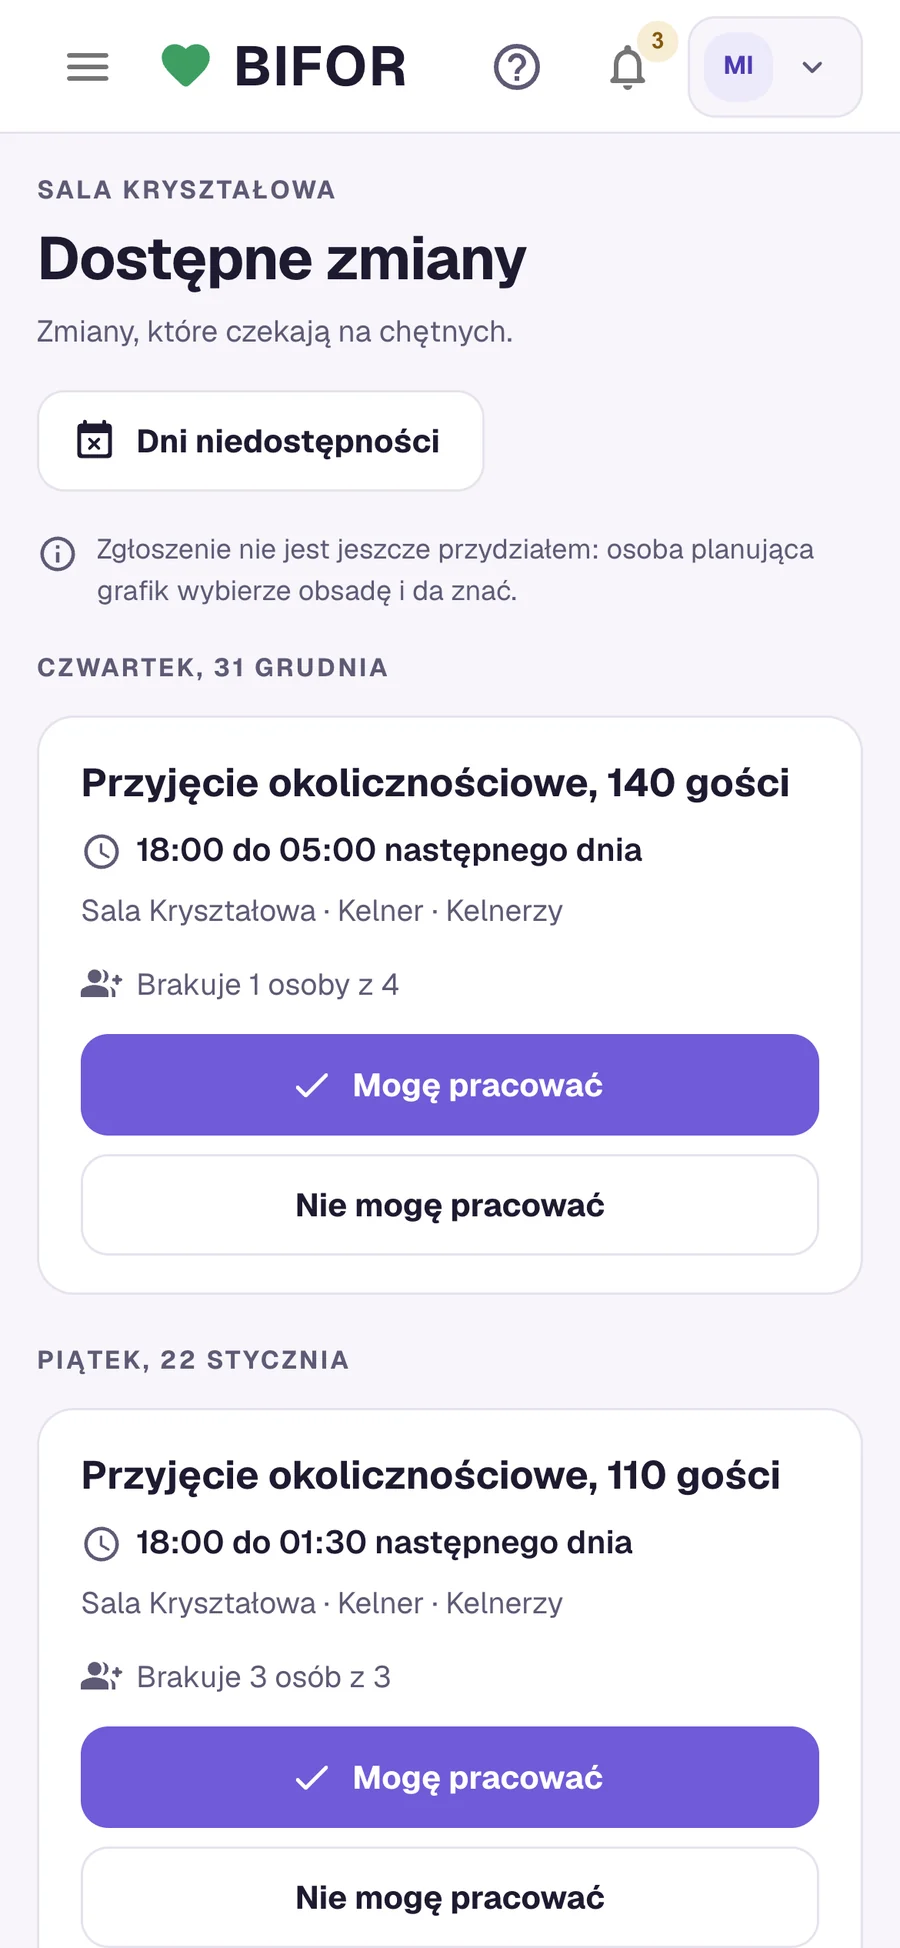 BIFOR
3
MI
SALA KRYSZTAŁOWA
Dostępne zmiany
Zmiany, które czekają na chętnych.
Dni niedostępności
Zgłoszenie nie jest jeszcze przydziałem: osoba planująca
grafik wybierze obsadę i da znać.
CZWARTEK, 31 GRUDNIA
Przyjęcie okolicznościowe, 140 gości
18:00 do 05:00 następnego dnia
Sala Kryształowa · Kelner · Kelnerzy
Brakuje 1 osoby z 4
Mogę pracować
Nie mogę pracować
PIĄTEK, 22 STYCZNIA
Przyjęcie okolicznościowe, 110 gości
18:00 do 01:30 następnego dnia
Sala Kryształowa · Kelner · Kelnerzy
Brakuje 3 osób z 3
Mogę pracować
Nie mogę pracować